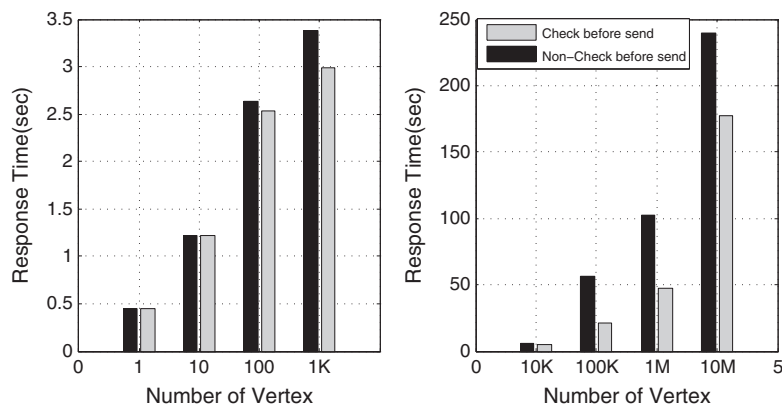 3.5
3
2.5
2
1.5
1
0.5
0
0 1 10 100 1K
Response Time(sec)
Number of Vertex
250
200
150
100
50
0
0 10K 100K 1M 10M 5
Response Time(sec)
Number of Vertex
Check before send
Non-Check before send